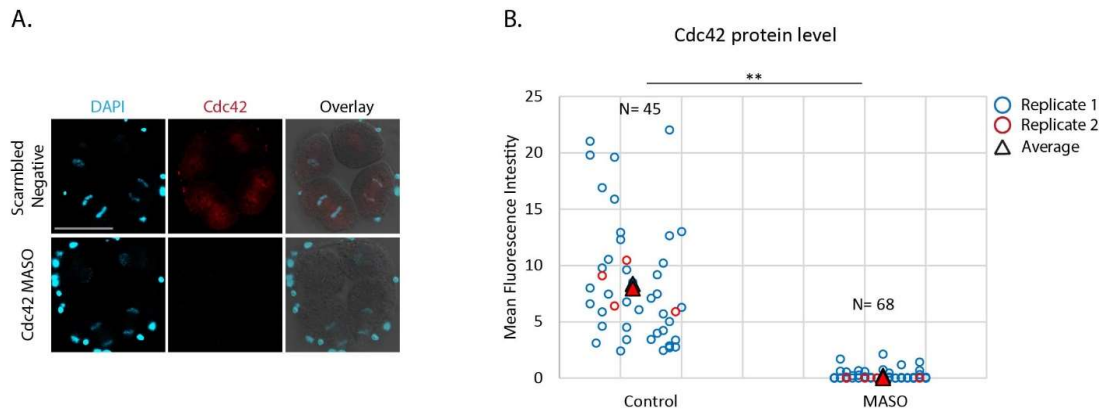 A.
DAPI
Cdc42
Overlay
Scarmbled
Negative
Cdc42 MASO
B.
Cdc42 protein level
**
25
20
15
10
5
0
Mean Fluorescence Intestity
N= 45
N= 68
Control
MASO
Replicate 1
Replicate 2
Average